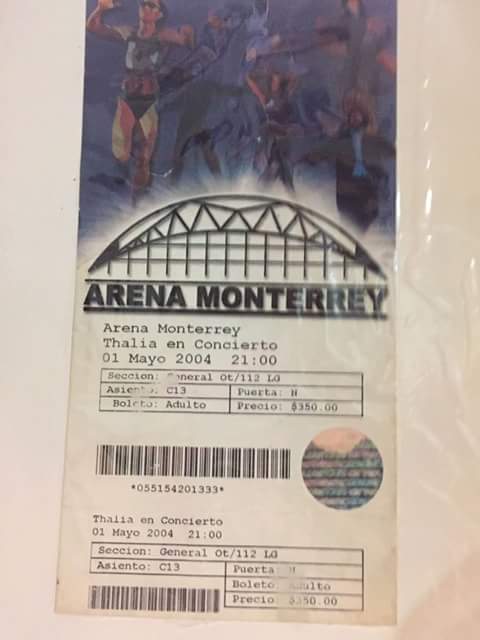 ARENA MONTERREY
Arena Monterrey
Thalia en Concierto
01 Mayo 2004 21:00
Seccion: General Ot/112 LG
Asiento: C13 Puerta: H
Boleto: Adulto Precio: $350.00
*055154201333*
Thalia en Concierto
01 Mayo 2004 21:00
Seccion: General Ot/112 LG
Asiento: C13 Puerta: H
Boleto: Adulto
Precio: $350.00